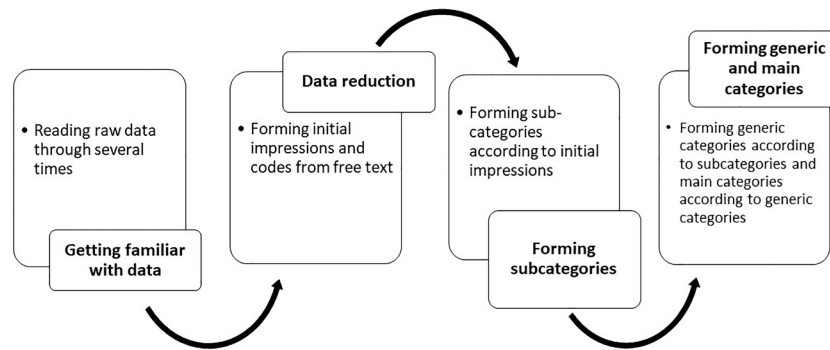 • Reading raw data
through several
times
Getting familiar
with data
Data reduction
• Forming initial
impressions and
codes from free text
• Forming sub-
categories
according to initial
impressions
Forming
subcategories
Forming generic
and main
categories
• Forming generic
categories according
to subcategories and
main categories
according to generic
categories